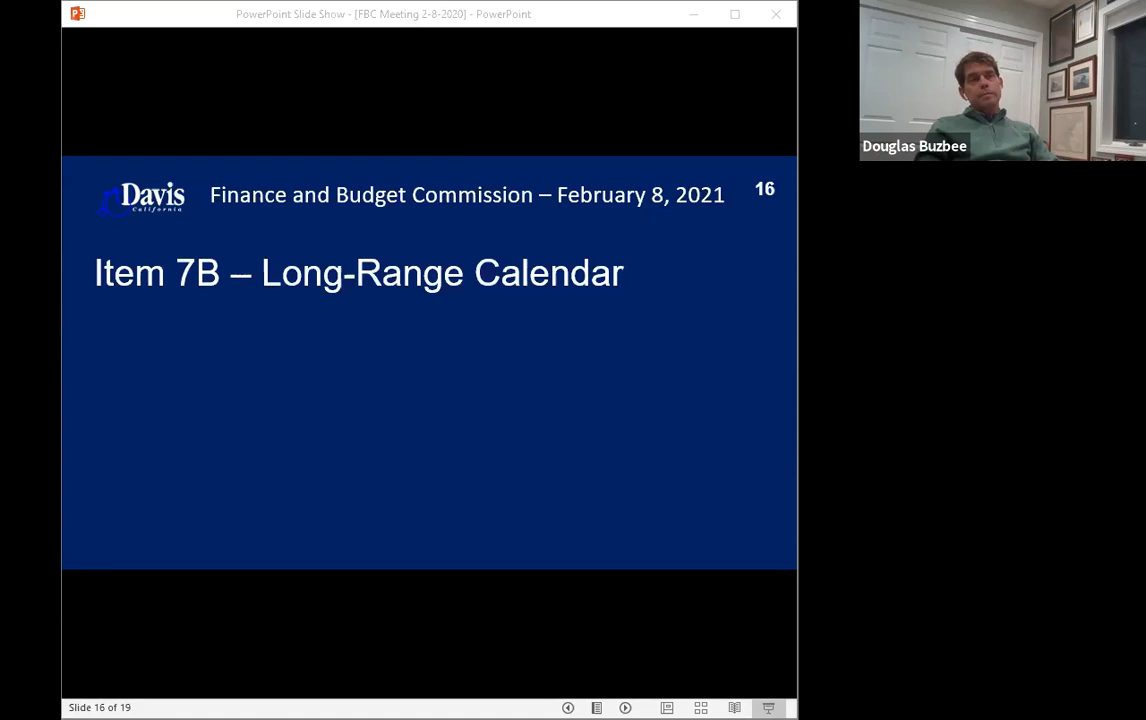 PowerPoint Slide Show - [FBC Meeting 2-8-2020] - PowerPoint
Davis
California
Finance and Budget Commission – February 8, 2021
16
Item 7B – Long-Range Calendar
Douglas Buzbee
Slide 16 of 19